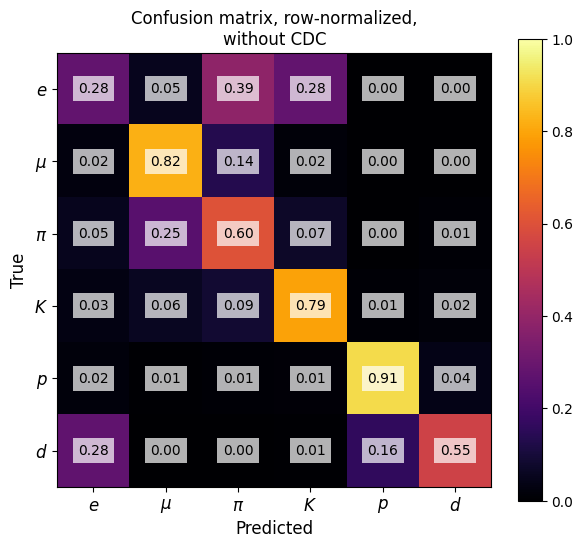 Confusion matrix, row-normalized,
without CDC
True
e 0.28 0.05 0.39 0.28 0.00 0.00
μ 0.02 0.82 0.14 0.02 0.00 0.00
π 0.05 0.25 0.60 0.07 0.00 0.01
K 0.03 0.06 0.09 0.79 0.01 0.02
p 0.02 0.01 0.01 0.01 0.91 0.04
d 0.28 0.00 0.00 0.01 0.16 0.55
e μ π K p d
Predicted
1.0
0.8
0.6
0.4
0.2
0.0